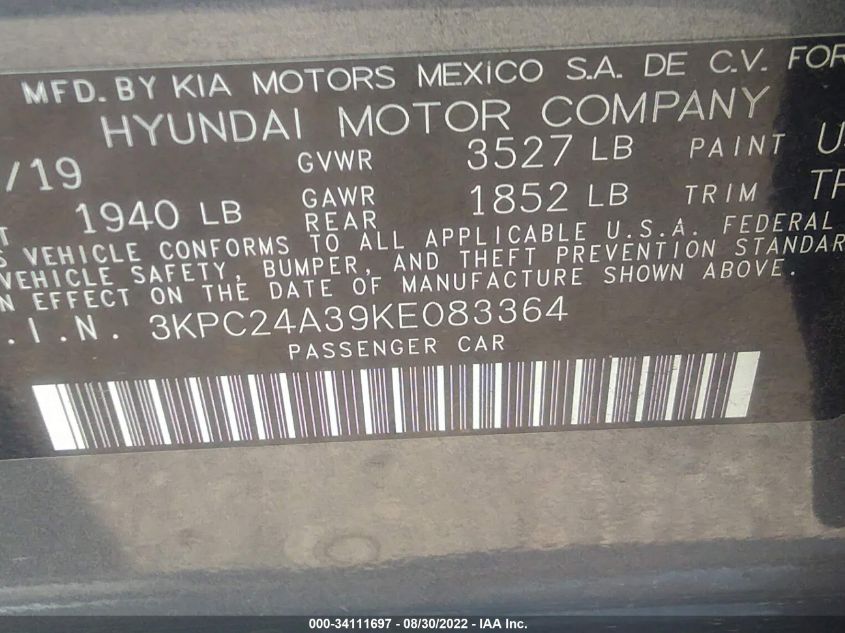 MFD. BY KIA MOTORS MEXICO S.A. DE C.V. FOR
HYUNDAI MOTOR COMPANY
/19 GVWR 3527 LB PAINT
1940 LB GAWR REAR 1852 LB TRIM
VEHICLE CONFORMS TO ALL APPLICABLE U.S.A. FEDERAL
VEHICLE SAFETY, BUMPER, AND THEFT PREVENTION STANDAR
IN EFFECT ON THE DATE OF MANUFACTURE SHOWN ABOVE.
.I.N. 3KPC24A39KE083364
PASSENGER CAR
000-34111697 - 08/30/2022 - IAA Inc.